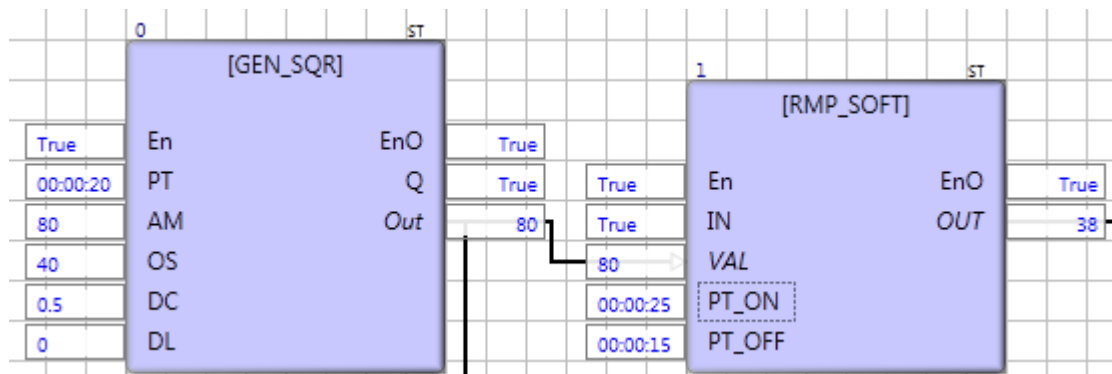 0 ST
[GEN_SQR]
1 ST
[RMP_SOFT]
True En EnO True
00:00:20 PT Q True True En EnO True
80 AM Out 80 True IN OUT 38
40 OS 80 VAL
0.5 DC 00:00:25 PT_ON
0 DL 00:00:15 PT_OFF